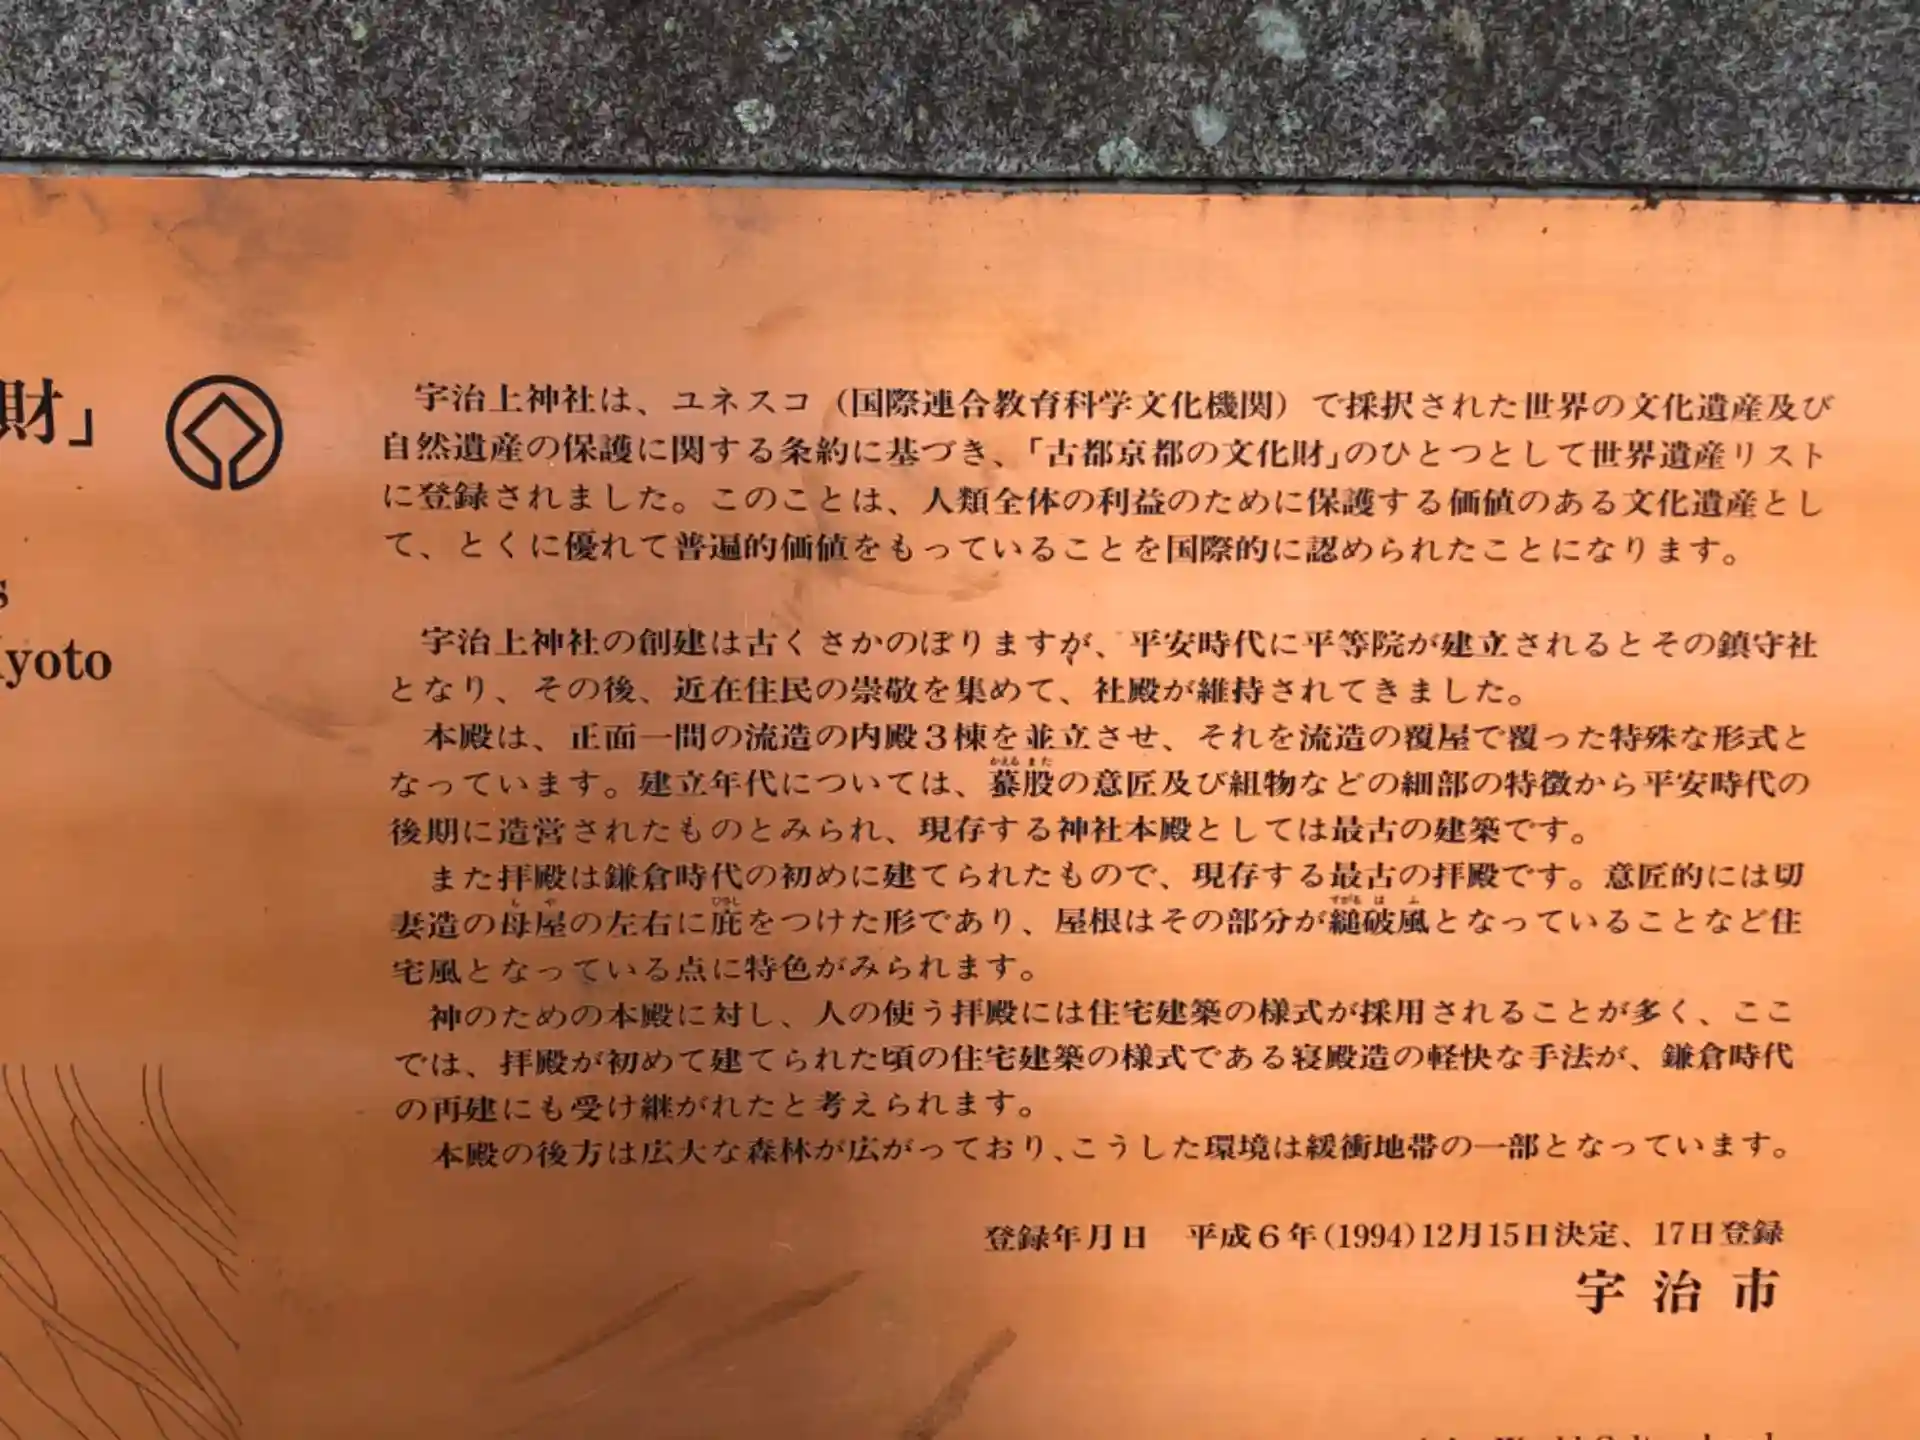 財」
s
yoto
宇治上神社は、ユネスコ（国際連合教育科学文化機関）で採択された世界の文化遺産及び
自然遺産の保護に関する条約に基づき、「古都京都の文化財」のひとつとして世界遺産リスト
に登録されました。このことは、人類全体の利益のために保護する価値のある文化遺産とし
て、とくに優れて普遍的価値をもっていることを国際的に認められたことになります。
宇治上神社の創建は古くさかのぼりますが、平安時代に平等院が建立されるとその鎮守社
となり、その後、近在住民の崇敬を集めて、社殿が維持されてきました。
本殿は、正面一間の流造の内殿３棟を並立させ、それを流造の覆屋で覆った特殊な形式と
かえるまた
なっています。建立年代については、蟇股の意匠及び組物などの細部の特徴から平安時代の
後期に造営されたものとみられ、現存する神社本殿としては最古の建築です。
また拝殿は鎌倉時代の初めに建てられたもので、現存する最古の拝殿です。意匠的には切
もや ひさし すがるはふ
妻造の母屋の左右に庇をつけた形であり、屋根はその部分が縋破風となっていることなど住
宅風となっている点に特色がみられます。
神のための本殿に対し、人の使う拝殿には住宅建築の様式が採用されることが多く、ここ
では、拝殿が初めて建てられた頃の住宅建築の様式である寝殿造の軽快な手法が、鎌倉時代
の再建にも受け継がれたと考えられます。
本殿の後方は広大な森林が広がっており、こうした環境は緩衝地帯の一部となっています。
登録年月日　平成６年(1994)12月15日決定、17日登録
宇治市